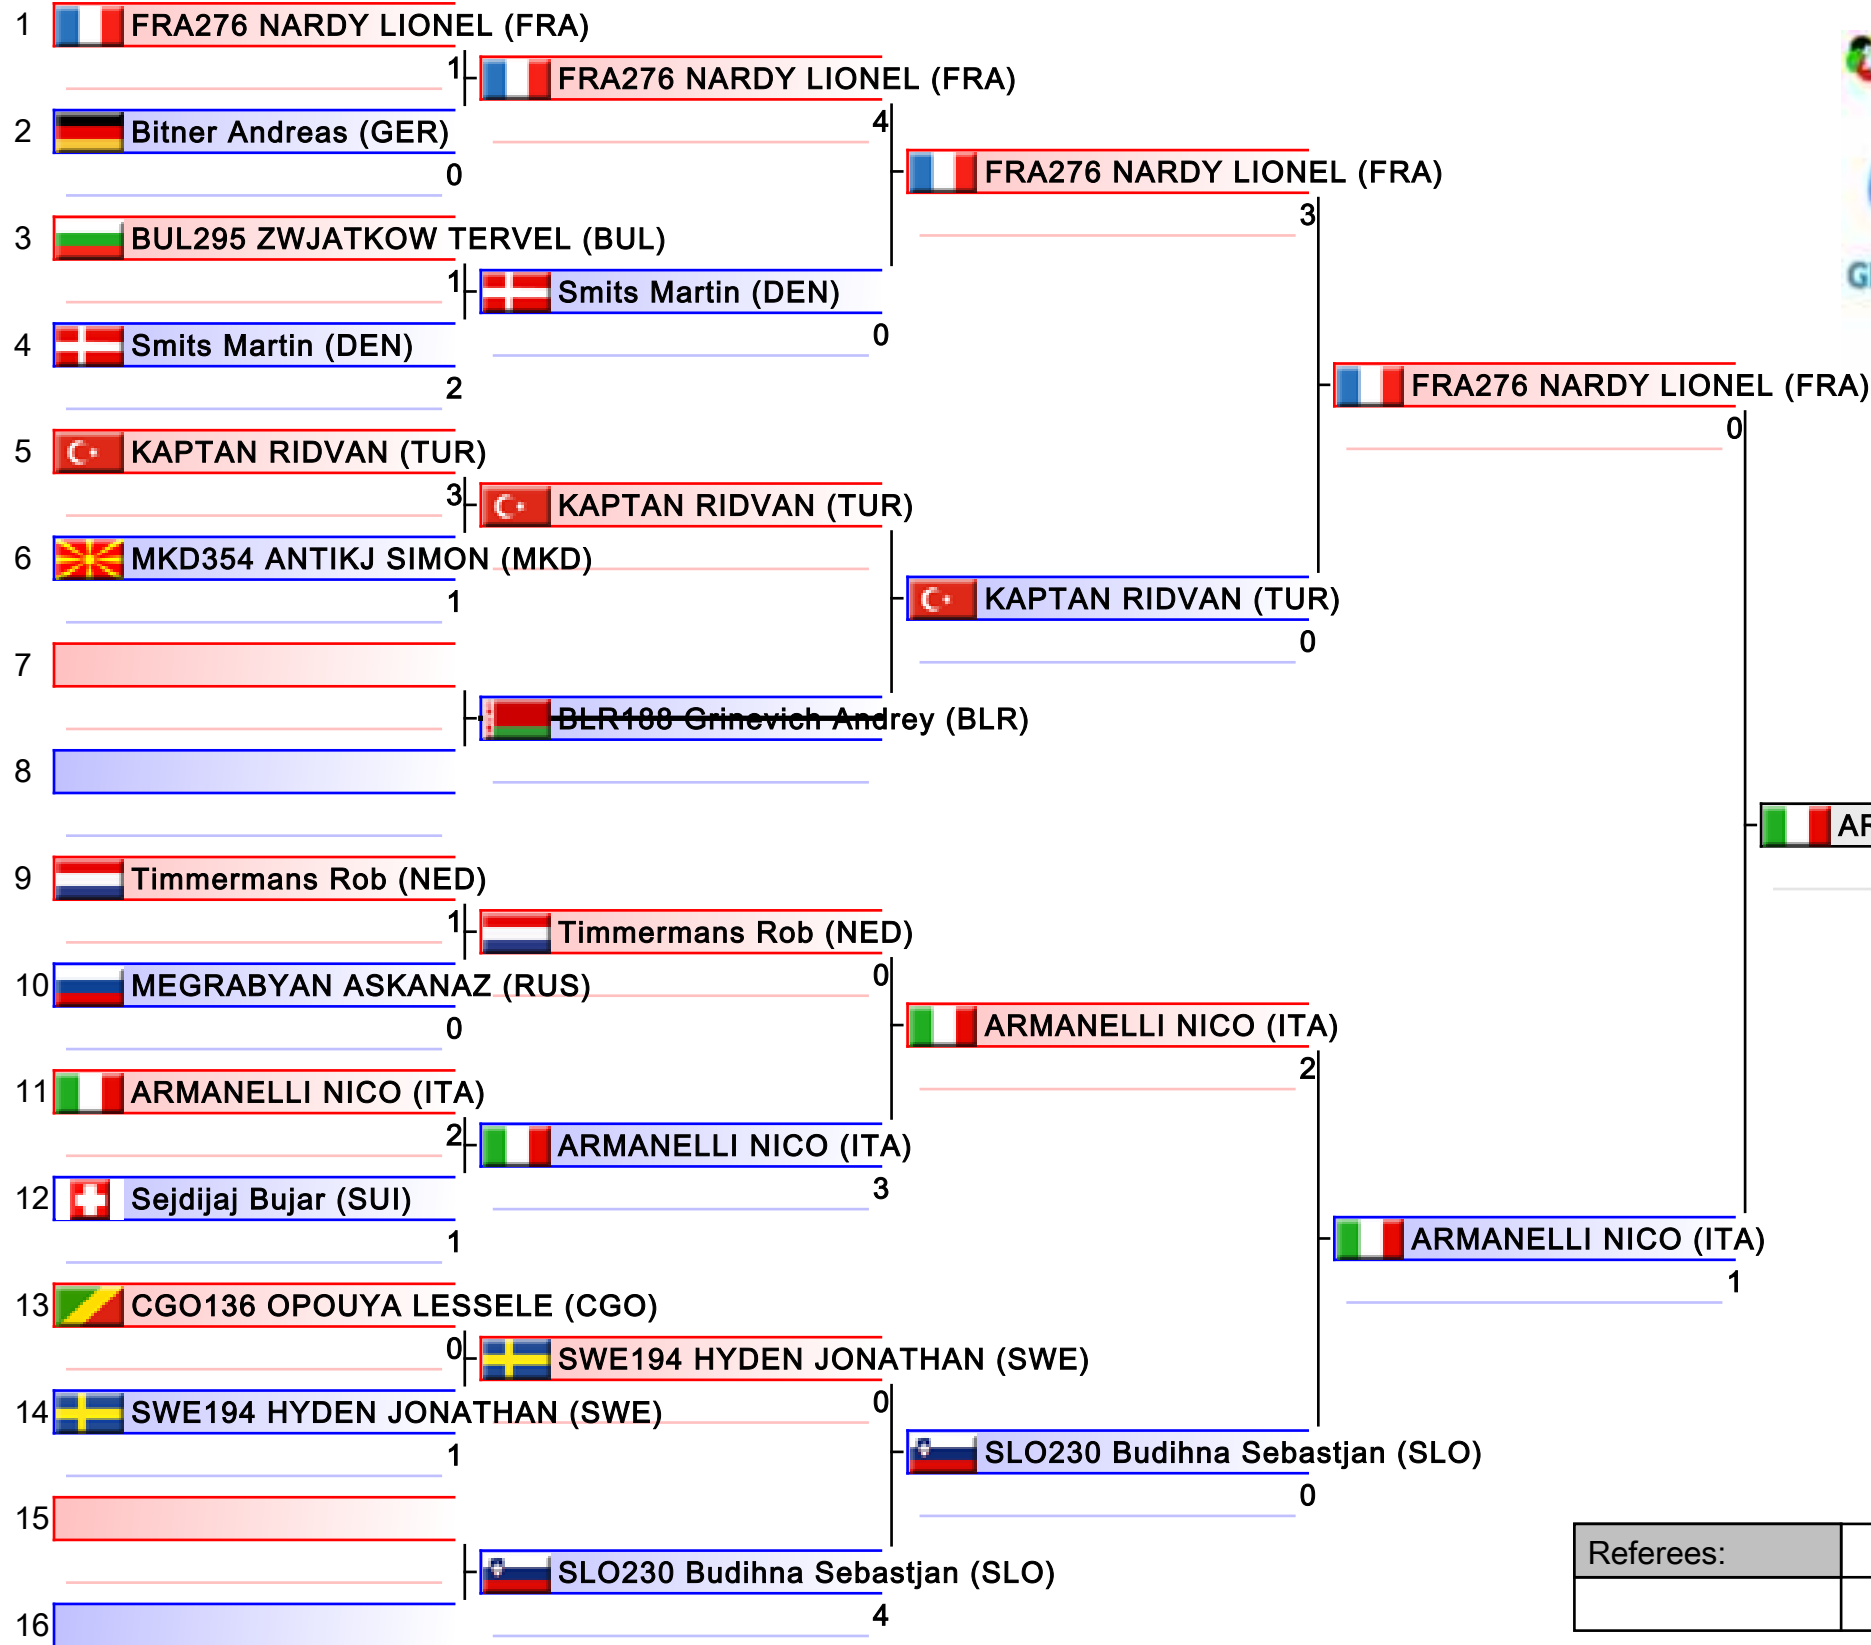 1 FRA276 NARDY LIONEL (FRA)
1
2 Bitner Andreas (GER)
0
3 BUL295 ZWJATKOW TERVEL (BUL)
1
4 Smits Martin (DEN)
2
5 KAPTAN RIDVAN (TUR)
3
6 MKD354 ANTIKJ SIMON (MKD)
1
7
8
9 Timmermans Rob (NED)
1
10 MEGRABYAN ASKANAZ (RUS)
0
11 ARMANELLI NICO (ITA)
2
12 Sejdijaj Bujar (SUI)
1
13 CGO136 OPOUYA LESSELE (CGO)
0
14 SWE194 HYDEN JONATHAN (SWE)
1
15
16
FRA276 NARDY LIONEL (FRA)
4
Smits Martin (DEN)
0
KAPTAN RIDVAN (TUR)
BLR188 Grinevich Andrey (BLR)
Timmermans Rob (NED)
0
ARMANELLI NICO (ITA)
3
SWE194 HYDEN JONATHAN (SWE)
0
SLO230 Budihna Sebastjan (SLO)
4
FRA276 NARDY LIONEL (FRA)
3
KAPTAN RIDVAN (TUR)
0
ARMANELLI NICO (ITA)
2
SLO230 Budihna Sebastjan (SLO)
0
FRA276 NARDY LIONEL (FRA)
0
ARMANELLI NICO (ITA)
1
Referees: